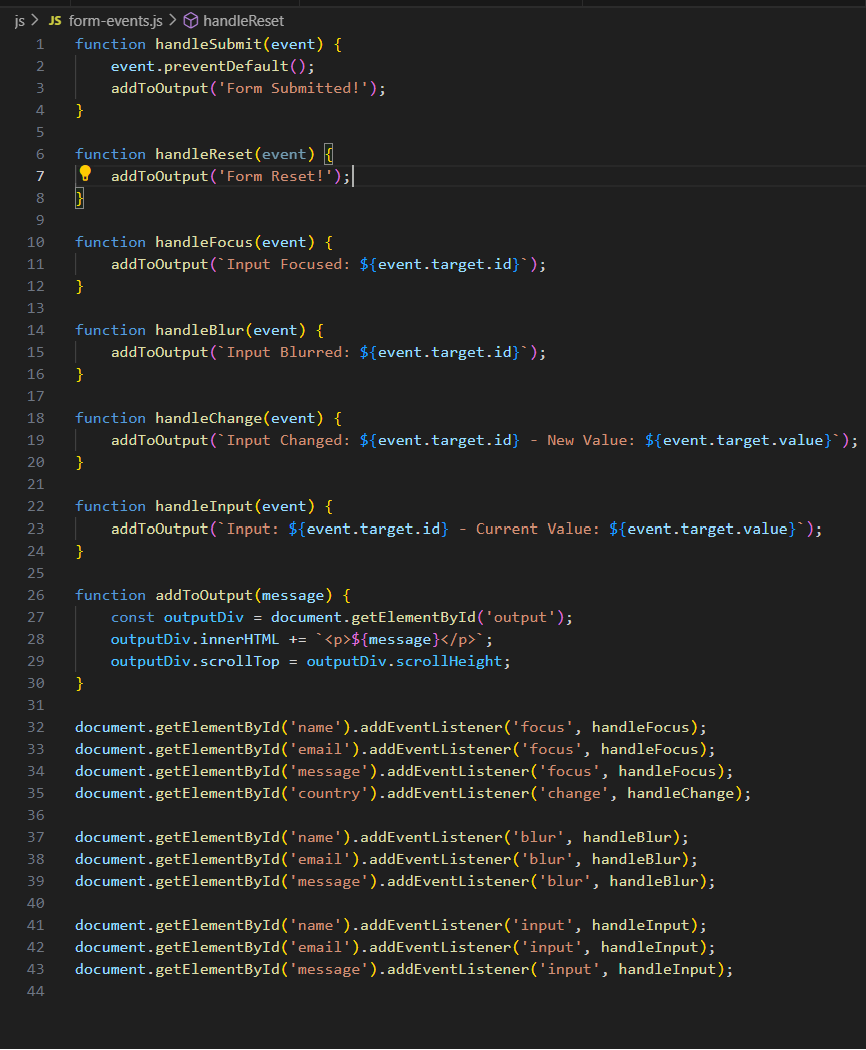 js > JS form-events.js > handleReset
1 function handleSubmit(event) {
2     event.preventDefault();
3     addToOutput('Form Submitted!');
4 }
5
6 function handleReset(event) {
7     addToOutput('Form Reset!');
8 }
9
10 function handleFocus(event) {
11     addToOutput(`Input Focused: ${event.target.id}`);
12 }
13
14 function handleBlur(event) {
15     addToOutput(`Input Blurred: ${event.target.id}`);
16 }
17
18 function handleChange(event) {
19     addToOutput(`Input Changed: ${event.target.id} - New Value: ${event.target.value}`);
20 }
21
22 function handleInput(event) {
23     addToOutput(`Input: ${event.target.id} - Current Value: ${event.target.value}`);
24 }
25
26 function addToOutput(message) {
27     const outputDiv = document.getElementById('output');
28     outputDiv.innerHTML += `<p>${message}</p>`;
29     outputDiv.scrollTop = outputDiv.scrollHeight;
30 }
31
32 document.getElementById('name').addEventListener('focus', handleFocus);
33 document.getElementById('email').addEventListener('focus', handleFocus);
34 document.getElementById('message').addEventListener('focus', handleFocus);
35 document.getElementById('country').addEventListener('change', handleChange);
36
37 document.getElementById('name').addEventListener('blur', handleBlur);
38 document.getElementById('email').addEventListener('blur', handleBlur);
39 document.getElementById('message').addEventListener('blur', handleBlur);
40
41 document.getElementById('name').addEventListener('input', handleInput);
42 document.getElementById('email').addEventListener('input', handleInput);
43 document.getElementById('message').addEventListener('input', handleInput);
44